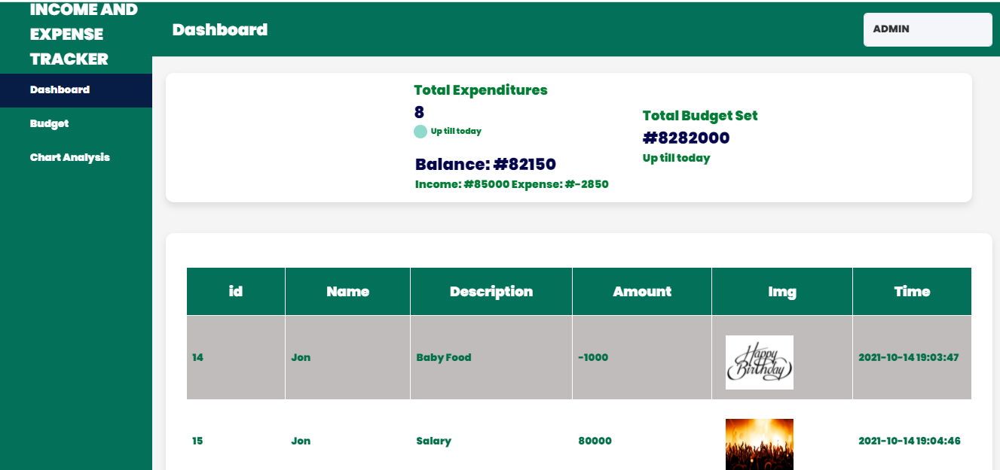 INCOME AND
EXPENSE
TRACKER
Dashboard
Budget
Chart Analysis
Dashboard
ADMIN
Total Expenditures
8
Up till today
Balance: #82150
Income: #85000 Expense: #-2850
Total Budget Set
#8282000
Up till today
id Name Description Amount Img Time
14 Jon Baby Food -1000 2021-10-14 19:03:47
Happy
Birthday
15 Jon Salary 80000 2021-10-14 19:04:46